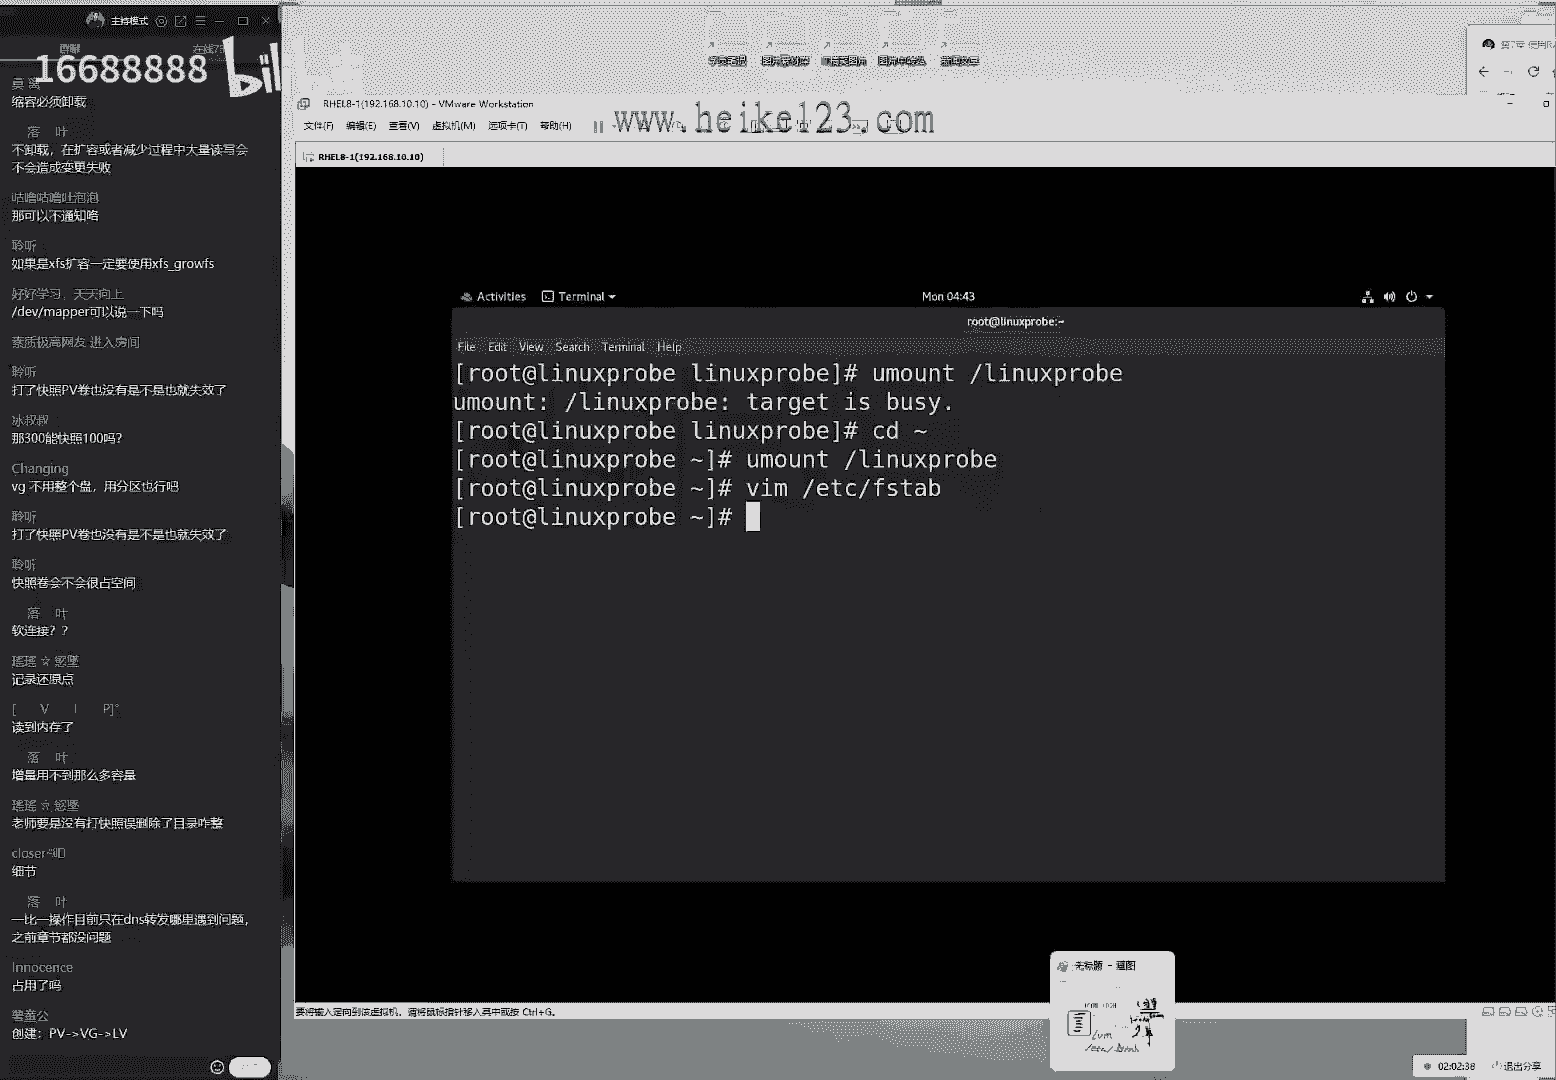 主持模式
群聊
16688888
bil
缩容必须卸载
落 叶
不卸载，在扩容或者减少过程中大量读写会
不会造成变更失败
咕噜咕噜吐泡泡
那可以不通知咯
聆听
如果是xfs扩容一定要使用xfs_growfs
好好学习，天天向上
/dev/mapper可以说一下吗
素质极高网友 进入房间
聆听
打了快照PV卷也没有是不是也就失效了
冰叔叔
那300能快照100吗?
Changing
vg 不用整个盘，用分区也行吧
聆听
打了快照PV卷也没有是不是也就失效了
聆听
快照卷会不会很占空间
落 叶
软连接？？
记录还原点
[ V I P]°
读到内存了
落 叶
增量用不到那么多容量
老师要是没有打快照误删除了目录咋整
细节
落 叶
一比一操作目前只在dns转发哪里遇到问题，
之前章节都没问题
Innocence
占用了吗
创建：PV->VG->LV
RHEL8-1(192.168.10.10) - VMware Workstation
文件(F) 编辑(E) 查看(V) 虚拟机(M) 选项卡(T) 帮助(H)
www.heike123.com
RHEL8-1(192.168.10.10)
Activities Terminal Mon 04:43
root@linuxprobe:~
File Edit View Search Terminal Help
[root@linuxprobe linuxprobe]# umount /linuxprobe
umount: /linuxprobe: target is busy.
[root@linuxprobe linuxprobe]# cd ~
[root@linuxprobe ~]# umount /linuxprobe
[root@linuxprobe ~]# vim /etc/fstab
[root@linuxprobe ~]#
无标题 - 画图
要将输入定向到该虚拟机，请将鼠标指针移入其中或按 Ctrl+G。
02:02:38 退出分享